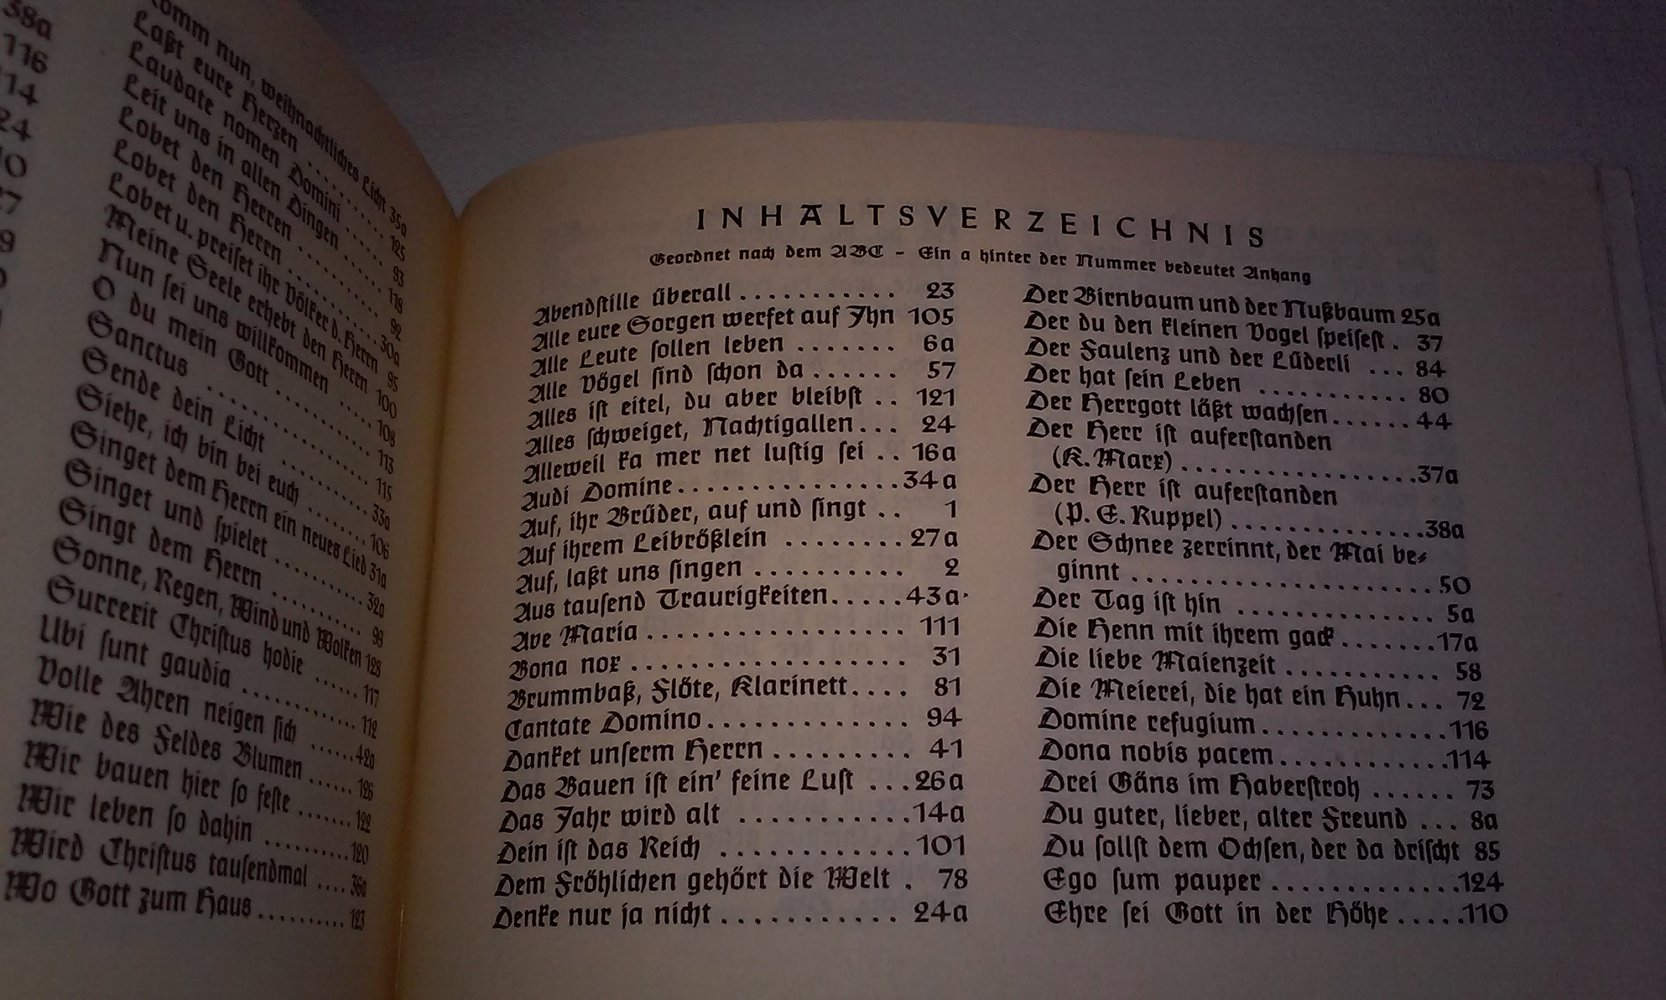 38a
116
114
24
10
27
9
0
Komm nun, weihnachtliches Licht 35a
Laßt eure Herzen ........ 125
Laudate nomen Domini ...... 93
Leit uns in allen Dingen ...... 118
Lobet den Herren .......... 92
Lobet den Herrn .......... 30a
Lobet u. preiset ihr Völker d. Herrn 95
Meine Seele erhebt den Herren 100
Nun sei uns willkommen ..... 108
O du mein Gott ............ 113
Sanctus ................ 115
Sende dein Licht .......... 33a
Siehe, ich bin bei euch ........ 106
Singet dem Herrn ein neues Lied 31a
Singet und spielet .......... 32a
Singt dem Herrn .......... 99
Sonne, Regen, Wind und Wolken 128
Surrexit Christus hodie ...... 117
Ubi sunt gaudia ............ 112
Volle Ähren neigen sich ...... 42a
Wie des Feldes Blumen ...... 126
Wir bauen hier so feste ....... 122
Wir leben so dahin .......... 120
Wird Christus tausendmal .... 36a
Wo Gott zum Haus .......... 123
INHALTSVERZEICHNIS
Geordnet nach dem ABC - Ein a hinter der Nummer bedeutet Anhang
Abendstille überall ........... 23
Alle eure Sorgen werfet auf Ihn 105
Alle Leute sollen leben ....... 6a
Alle Vögel sind schon da ...... 57
Alles ist eitel, du aber bleibst .. 121
Alles schweiget, Nachtigallen ... 24
Alleweil ka mer net lustig sei .. 16a
Audi Domine ............... 34a
Auf, ihr Brüder, auf und singt .. 1
Auf ihrem Leibrößlein ........ 27a
Auf, laßt uns singen .......... 2
Aus tausend Traurigkeiten ..... 43a
Ave Maria .................. 111
Bona nox ................... 31
Brummbaß, Flöte, Klarinett .... 81
Cantate Domino ............. 94
Danket unserm Herrn ......... 41
Das Bauen ist ein' feine Lust ... 26a
Das Jahr wird alt ............ 14a
Dein ist das Reich ............ 101
Dem Fröhlichen gehört die Welt . 78
Denke nur ja nicht ............ 24a
Der Birnbaum und der Nußbaum 25a
Der du den kleinen Vogel speisest . 37
Der Faulenz und der Lüderli ... 84
Der hat sein Leben ........... 80
Der Herrgott läßt wachsen ...... 44
Der Herr ist auferstanden
(K. Marx) ................. 37a
Der Herr ist auferstanden
(P. E. Ruppel) .............. 38a
Der Schnee zerrinnt, der Mai be-
ginnt ..................... 50
Der Tag ist hin .............. 5a
Die Henn mit ihrem gack ....... 17a
Die liebe Maienzeit ........... 58
Die Meierei, die hat ein Huhn ... 72
Domine refugium ............. 116
Dona nobis pacem ............ 114
Drei Gäns im Haberstroh ...... 73
Du guter, lieber, alter Freund ... 8a
Du sollst dem Ochsen, der da drischt 85
Ego sum pauper ............. 124
Ehre sei Gott in der Höhe ..... 110